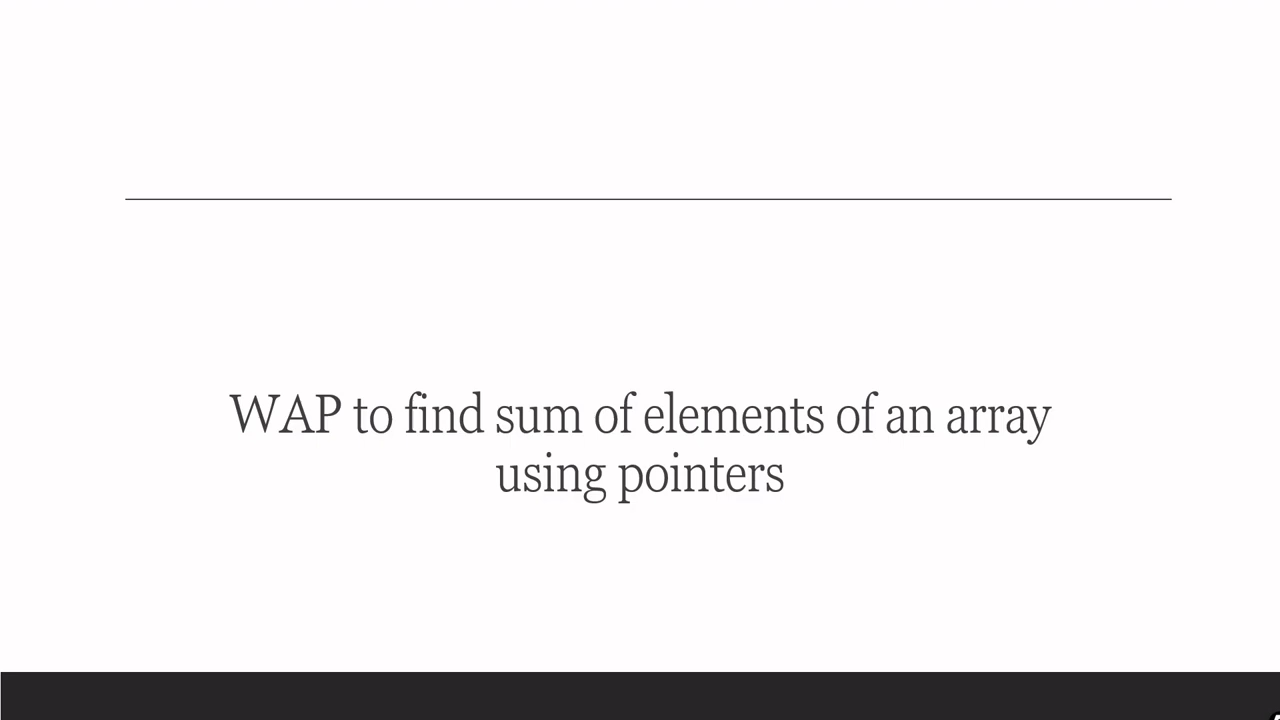 WAP to find sum of elements of an array
using pointers